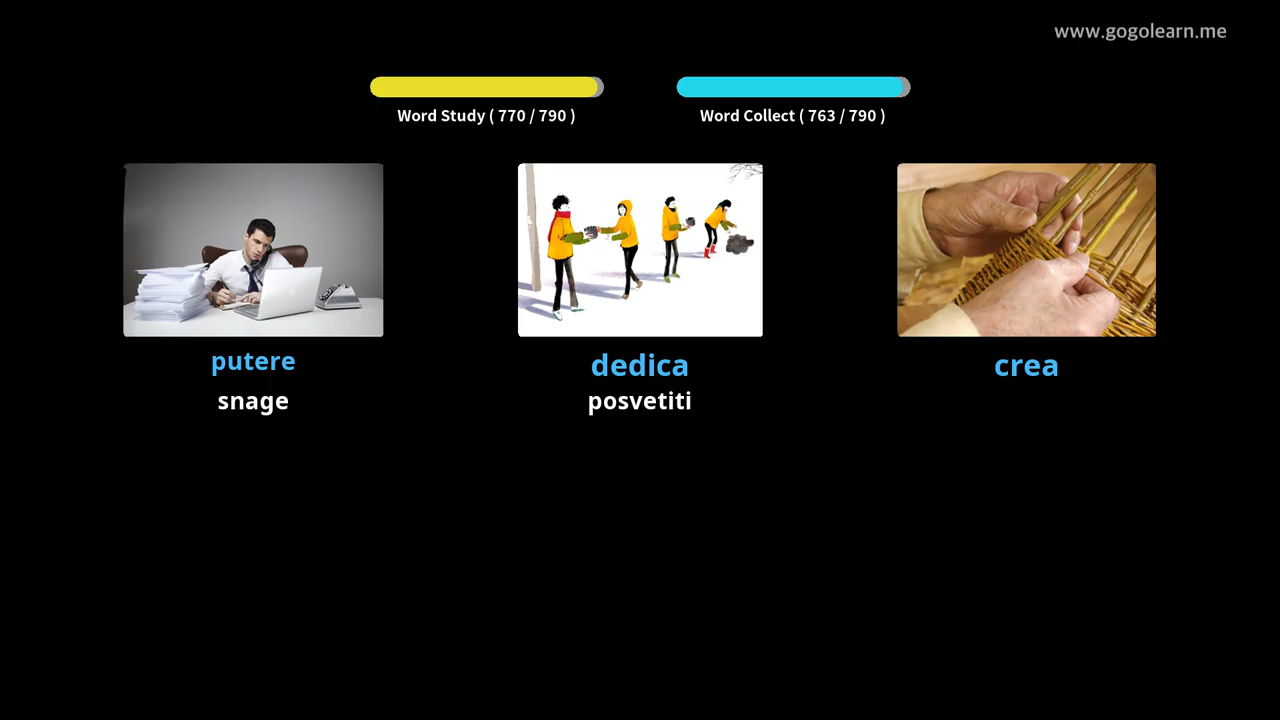 www.gogolearn.me
Word Study ( 770 / 790 )
Word Collect ( 763 / 790 )
putere
dedica
crea
snage
posvetiti